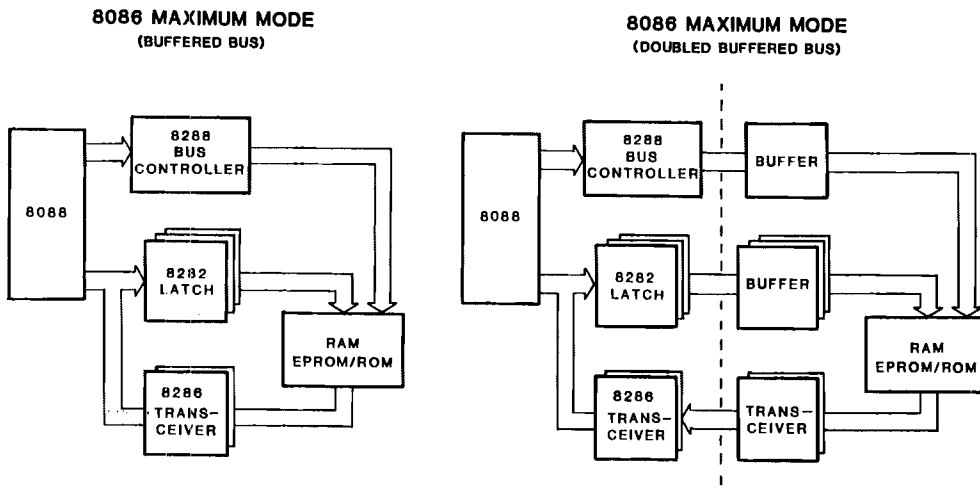 8086 MAXIMUM MODE
(BUFFERED BUS)
8288
BUS
CONTROLLER
8088
8282
LATCH
RAM
EPROM/ROM
8286
TRANS-
CEIVER
8086 MAXIMUM MODE
(DOUBLED BUFFERED BUS)
8288
BUS
CONTROLLER
BUFFER
8088
8282
LATCH
BUFFER
RAM
EPROM/ROM
8286
TRANS-
CEIVER
TRANS-
CEIVER